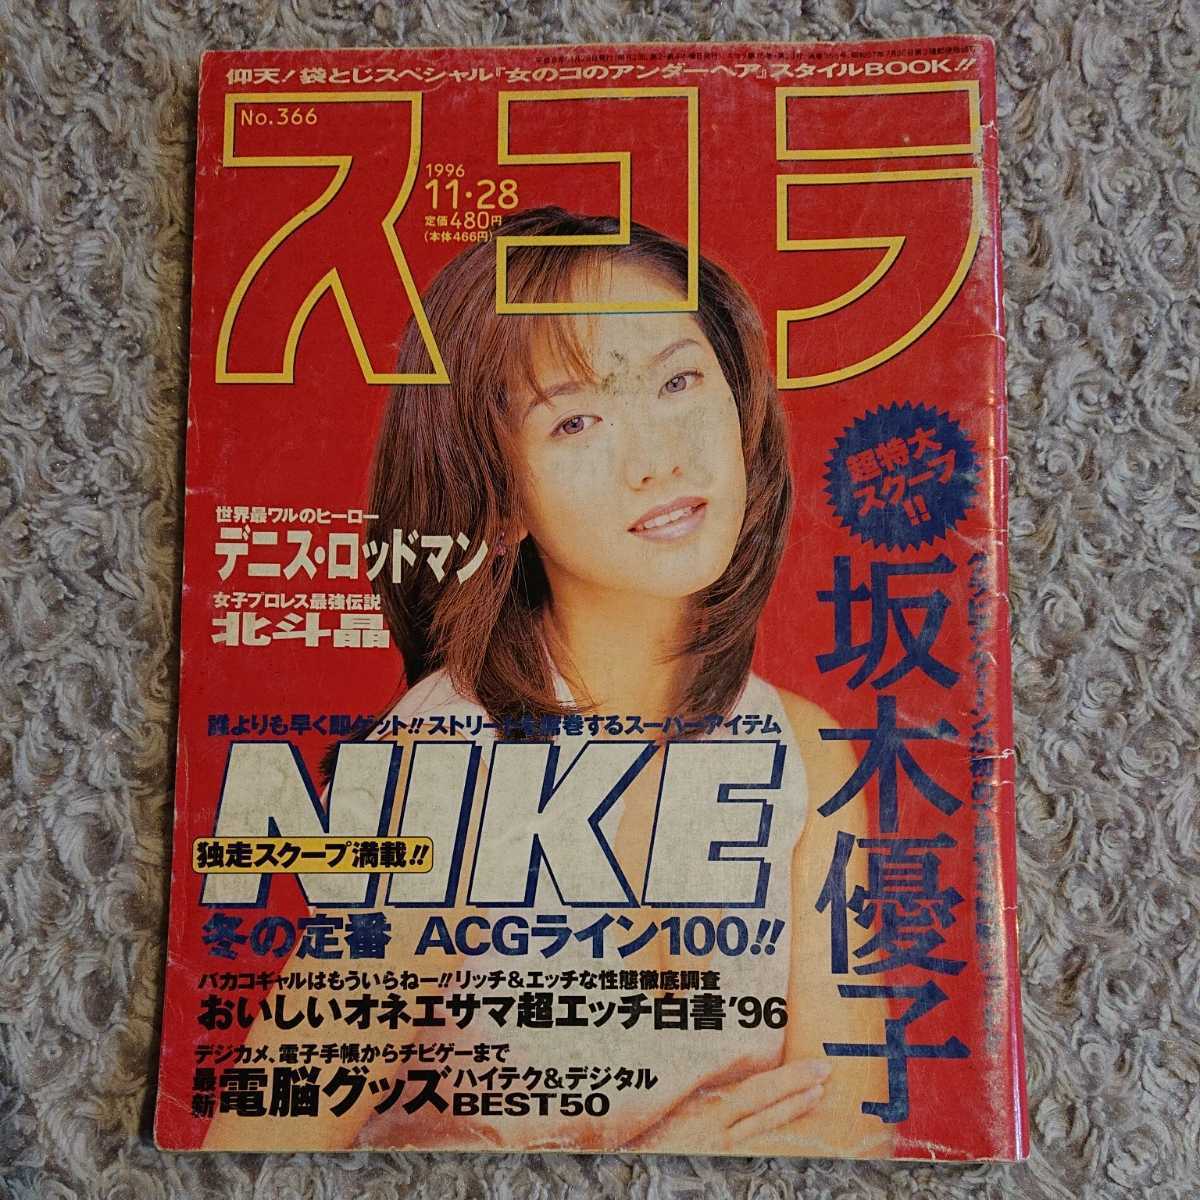 仰天！袋とじスペシャル『女のコのアンダーヘア』スタイルBOOK!!
スコラ
No.366
1996
11・28
定価480円
（本体466円）
超特大
スクープ
!!
坂木優子
世界最ワルのヒーロー
デニス・ロッドマン
女子プロレス最強伝説
北斗晶
誰よりも早く即ゲット!!ストリートを席巻するスーパーアイテム
NIKE
独走スクープ満載!!
冬の定番 ACGライン100!!
バカコギャルはもういらねー!!リッチ&エッチな性態徹底調査
おいしいオネエサマ超エッチ白書'96
デジカメ、電子手帳からチビゲーまで
最新電脳グッズハイテク&デジタル
BEST50